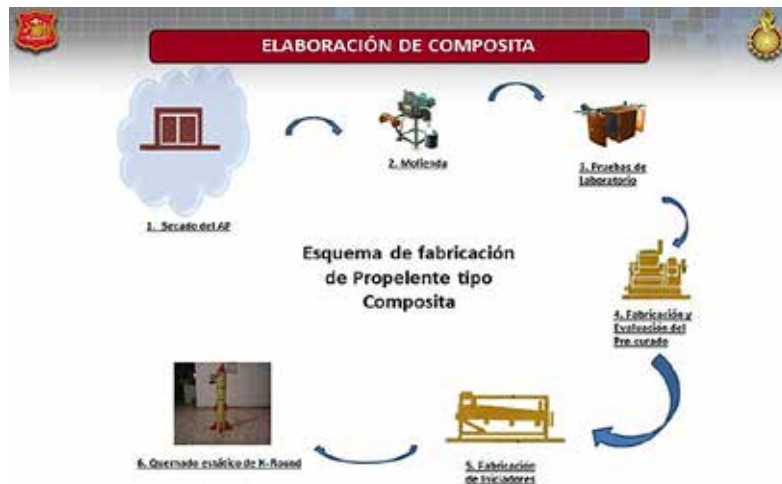 ELABORACIÓN DE COMPOSITA
1. Secado del AP
2. Molienda
3. Pruebas de
Laboratorio
Esquema de fabricación
de Propelente tipo
Composita
4. Fabricación y
Evaluación del
Pre.curado
5. Fabricación
de Iniciadores
6. Quemado estático de K-Round